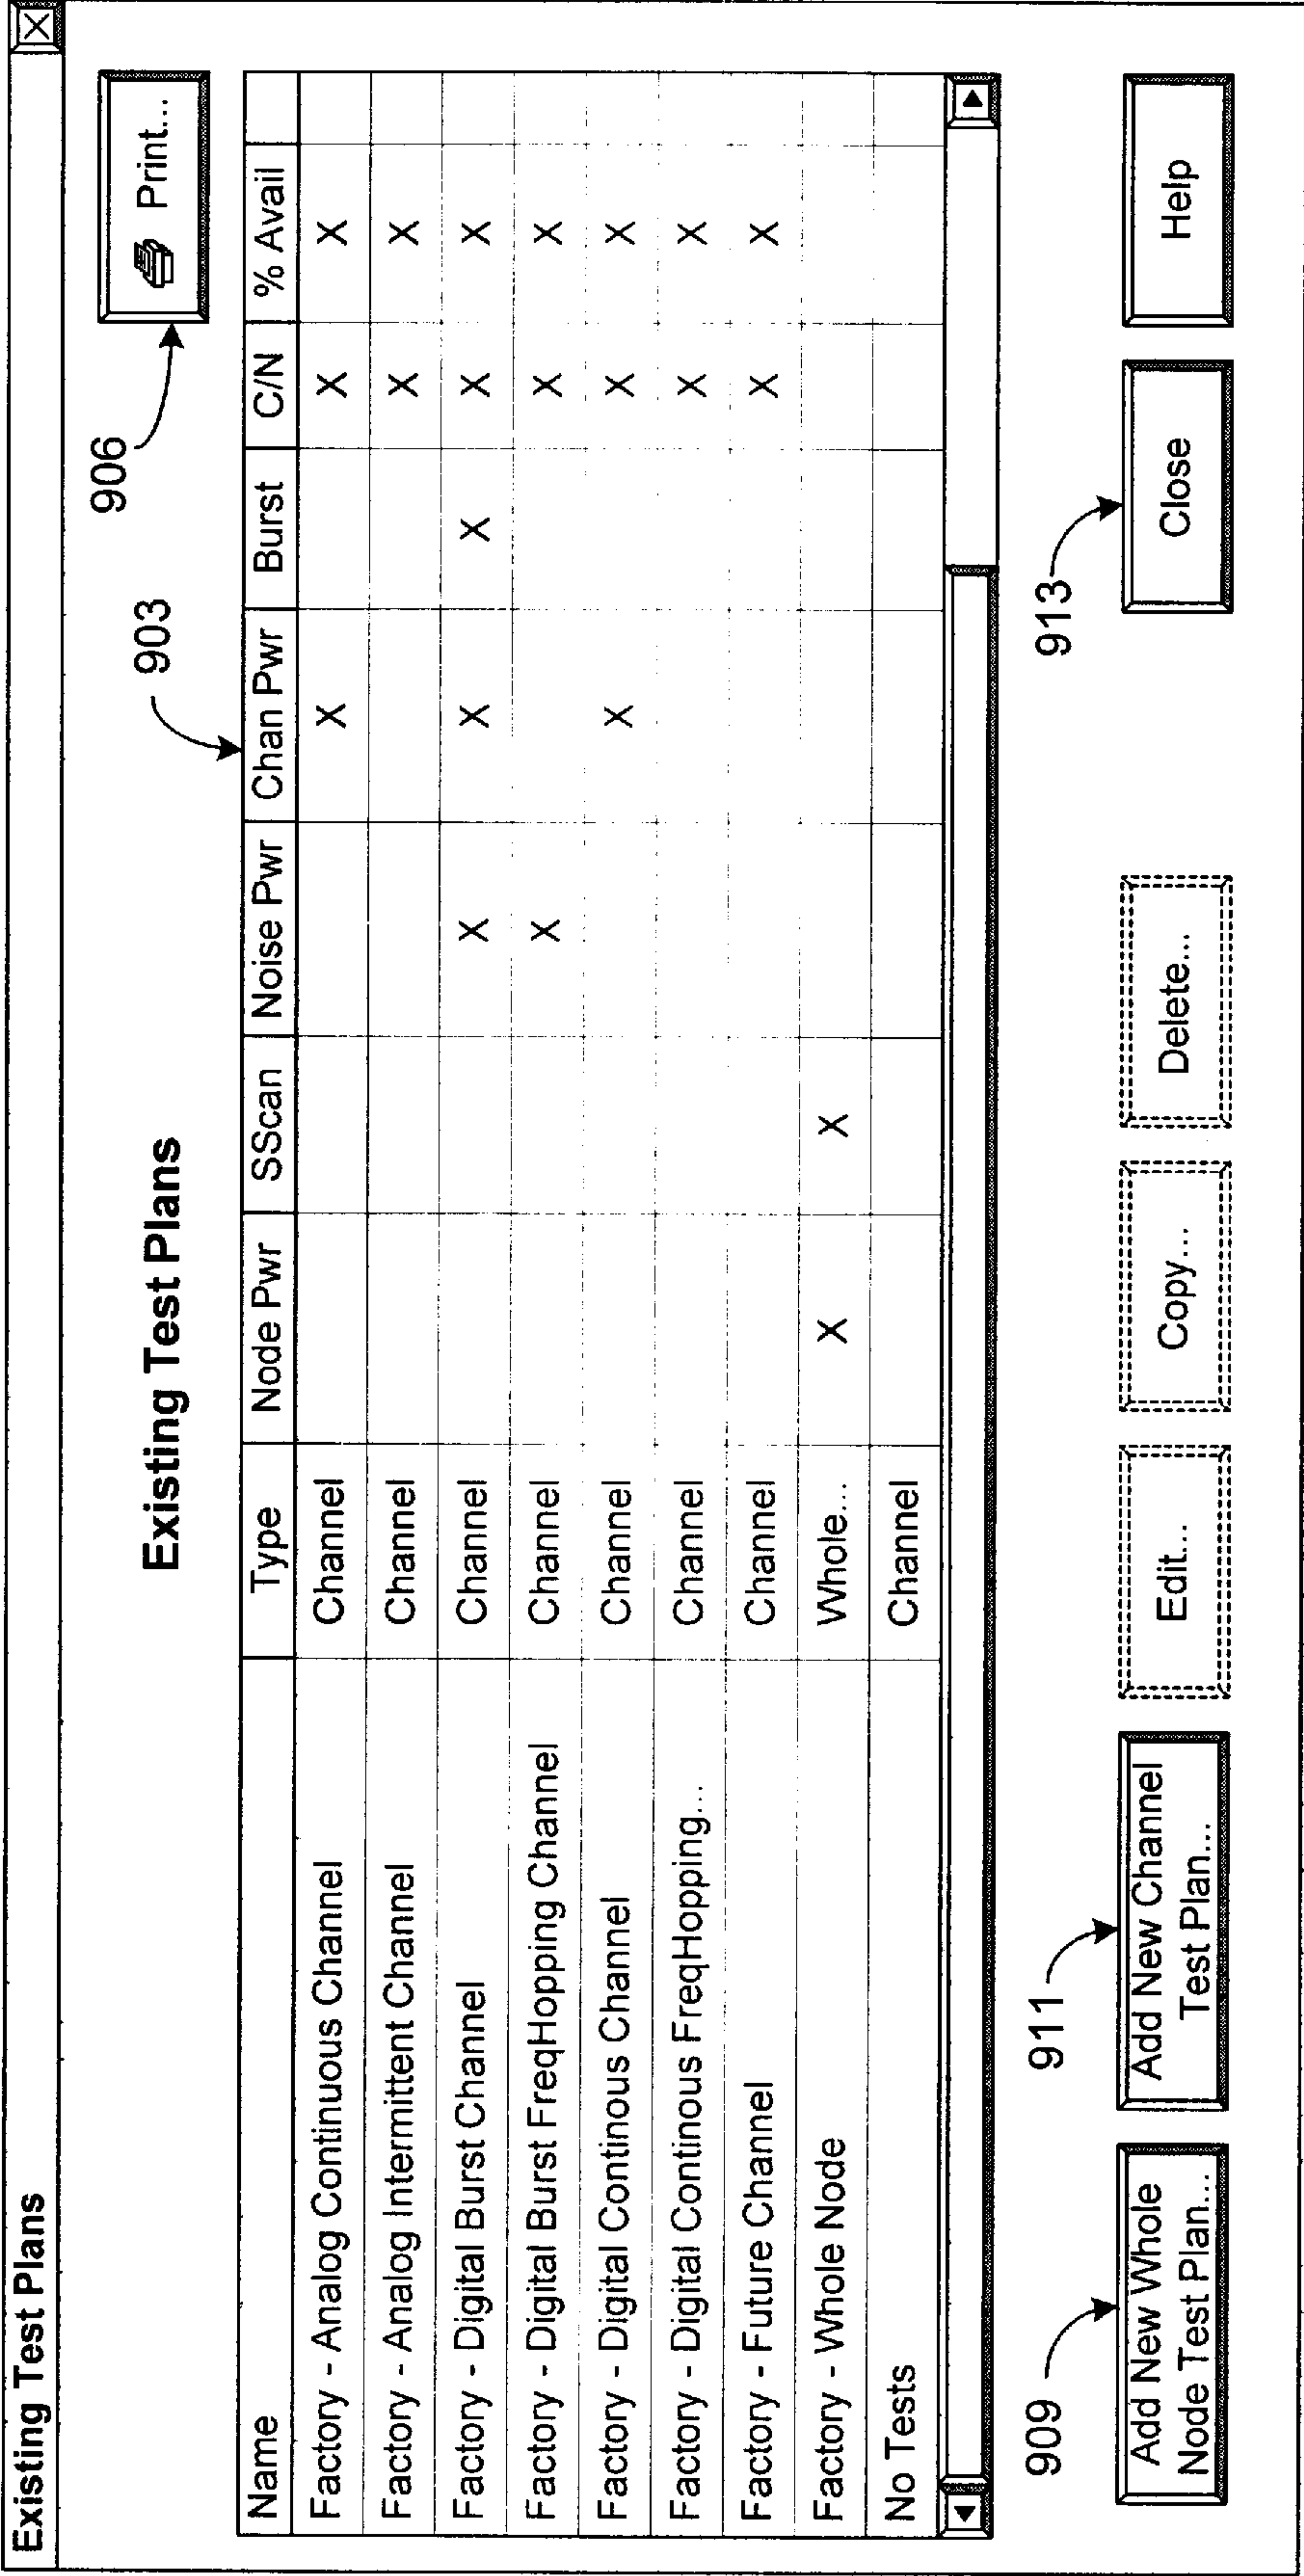 Existing Test Plans
X
Existing Test Plans
906
Print...
903
Name Type Node Pwr SScan Noise Pwr Chan Pwr Burst C/N % Avail
Factory - Analog Continuous Channel Channel X X X
Factory - Analog Intermittent Channel Channel X X
Factory - Digital Burst Channel Channel X X X X X
Factory - Digital Burst FreqHopping Channel Channel X X X
Factory - Digital Continous Channel Channel X X X
Factory - Digital Continous FreqHopping... Channel X X
Factory - Future Channel Channel X X
Factory - Whole Node Whole... X X
No Tests Channel
909
911
913
Add New Whole
Node Test Plan...
Add New Channel
Test Plan...
Edit...
Copy...
Delete...
Close
Help